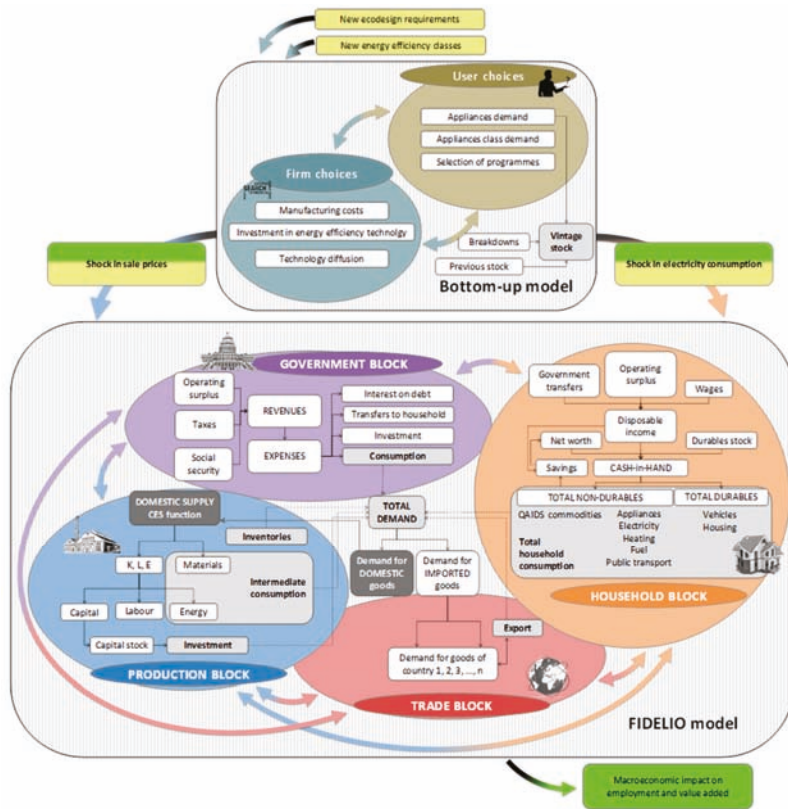 New ecodesign requirements
New energy efficiency classes
User choices
Appliances demand
Appliances class demand
Selection of programmes
Firm choices
SEARCH
Manufacturing costs
Investment in energy efficiency technolgy
Technology diffusion
Breakdowns
Previous stock
Vintage
stock
Bottom-up model
Shock in sale prices
Shock in electricity consumption
GOVERNMENT BLOCK
Operating
surplus
Taxes
Social
security
REVENUES
EXPENSES
Interest on debt
Transfers to household
Investment
Consumption
Government
transfers
Operating
surplus
Wages
Disposable
income
Net worth
Durables stock
Savings
CASH-in-HAND
TOTAL NON-DURABLES
TOTAL DURABLES
QAIDS commodities
Appliances
Electricity
Heating
Fuel
Public transport
Vehicles
Housing
Total
household
consumption
HOUSEHOLD BLOCK
DOMESTIC SUPPLY
CES function
Inventories
TOTAL
DEMAND
Demand for
DOMESTIC
goods
Demand for
IMPORTED
goods
K, L, E
Materials
Intermediate
consumption
Capital
Labour
Energy
Capital stock
Investment
PRODUCTION BLOCK
Export
Demand for goods of
country 1, 2, 3, ..., n
TRADE BLOCK
FIDELIO model
Macroeconomic impact on
employment and value added